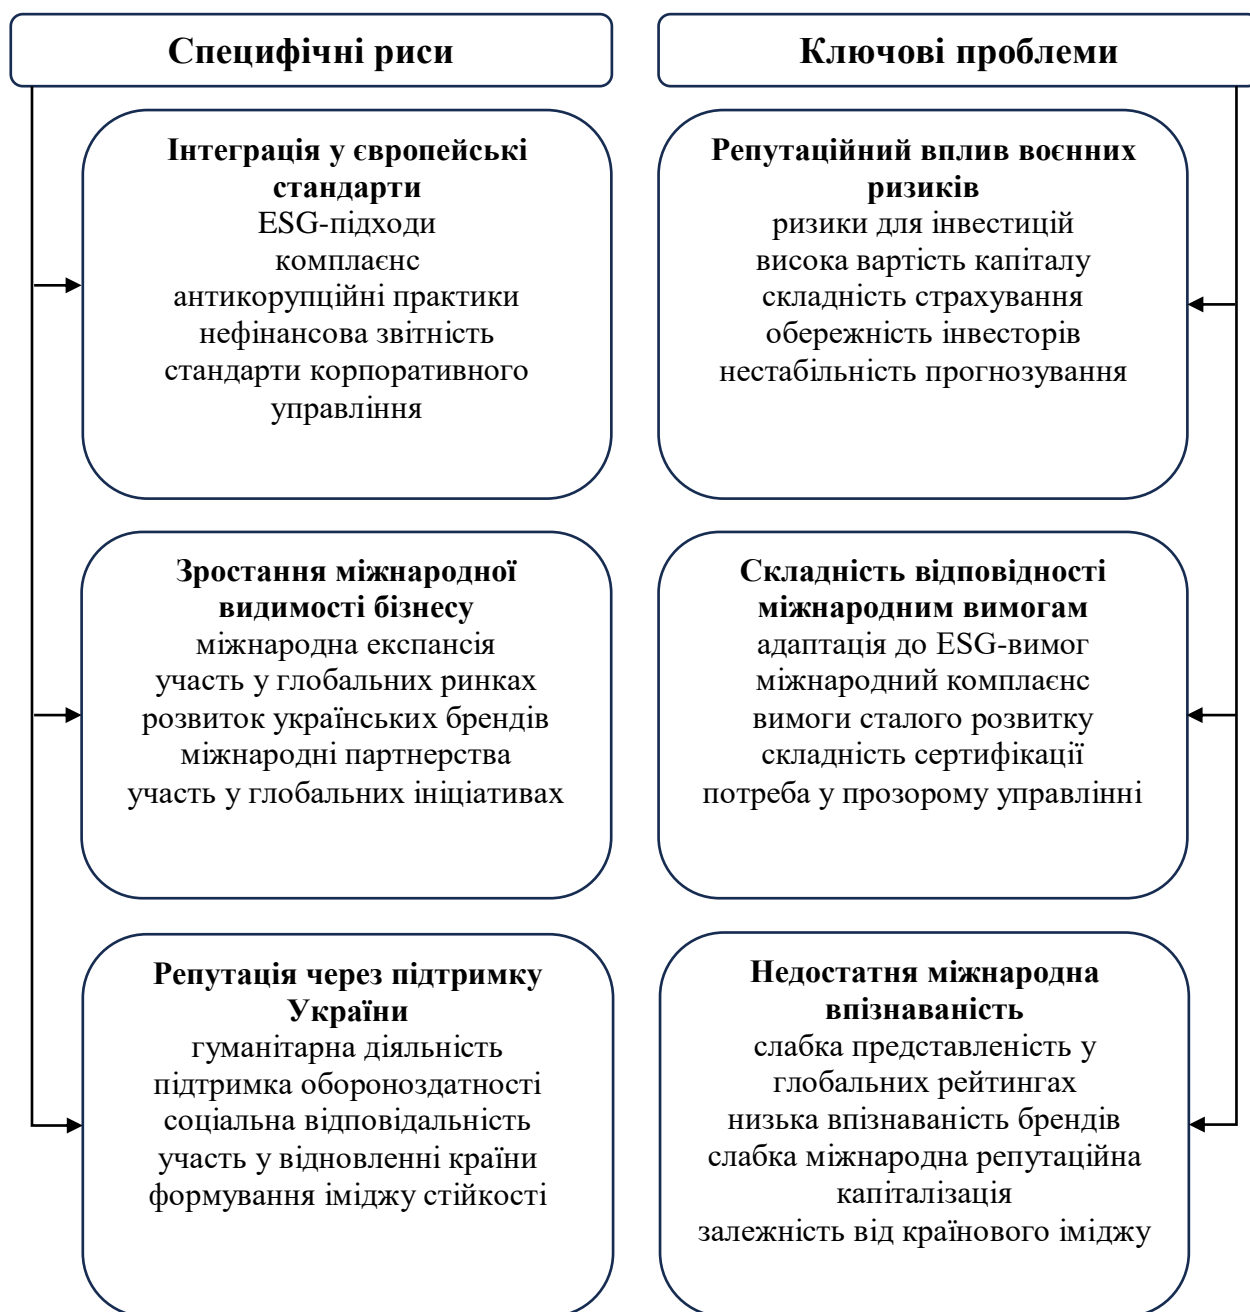 Специфічні риси
Інтеграція у європейські
стандарти
ESG-підходи
комплаєнс
антикорупційні практики
нефінансова звітність
стандарти корпоративного
управління
Зростання міжнародної
видимості бізнесу
міжнародна експансія
участь у глобальних ринках
розвиток українських брендів
міжнародні партнерства
участь у глобальних ініціативах
Репутація через підтримку
України
гуманітарна діяльність
підтримка обороноздатності
соціальна відповідальність
участь у відновленні країни
формування іміджу стійкості
Ключові проблеми
Репутаційний вплив воєнних
ризиків
ризики для інвестицій
висока вартість капіталу
складність страхування
обережність інвесторів
нестабільність прогнозування
Складність відповідності
міжнародним вимогам
адаптація до ESG-вимог
міжнародний комплаєнс
вимоги сталого розвитку
складність сертифікації
потреба у прозорому управлінні
Недостатня міжнародна
впізнаваність
слабка представленість у
глобальних рейтингах
низька впізнаваність брендів
слабка міжнародна репутаційна
капіталізація
залежність від країнового іміджу